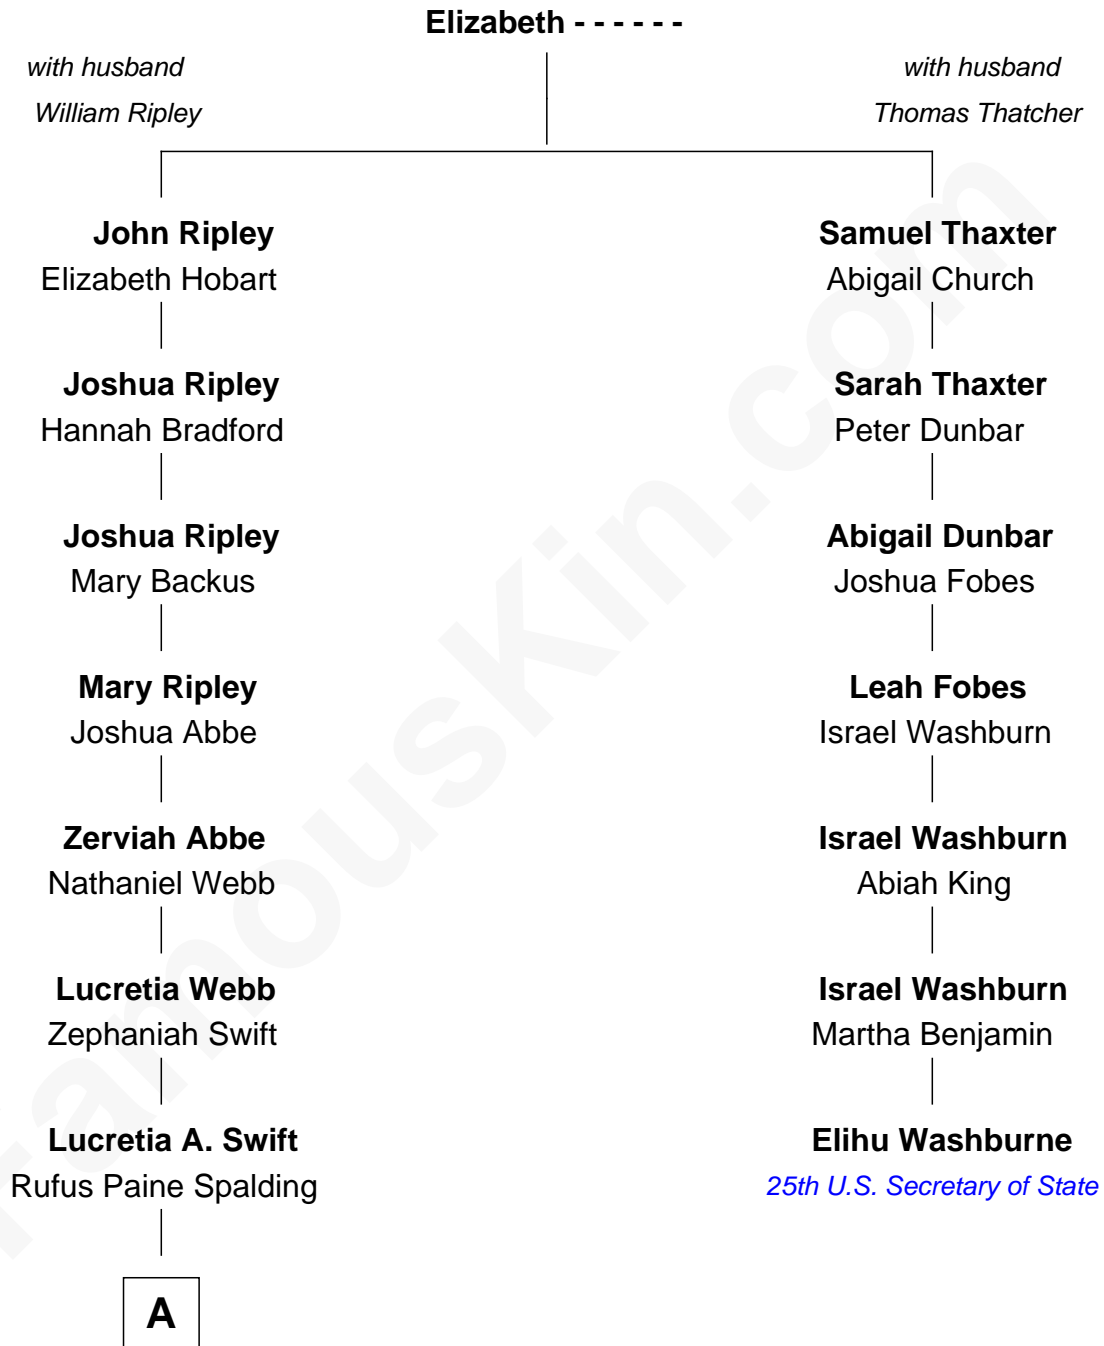 Elizabeth - - - - - -
with husband
William Ripley
with husband
Thomas Thatcher
John Ripley
Elizabeth Hobart
Samuel Thaxter
Abigail Church
Joshua Ripley
Hannah Bradford
Sarah Thaxter
Peter Dunbar
Joshua Ripley
Mary Backus
Abigail Dunbar
Joshua Fobes
Mary Ripley
Joshua Abbe
Leah Fobes
Israel Washburn
Zerviah Abbe
Nathaniel Webb
Israel Washburn
Abiah King
Lucretia Webb
Zephaniah Swift
Israel Washburn
Martha Benjamin
Lucretia A. Swift
Rufus Paine Spalding
Elihu Washburne
25th U.S. Secretary of State
A
FamousKin.com